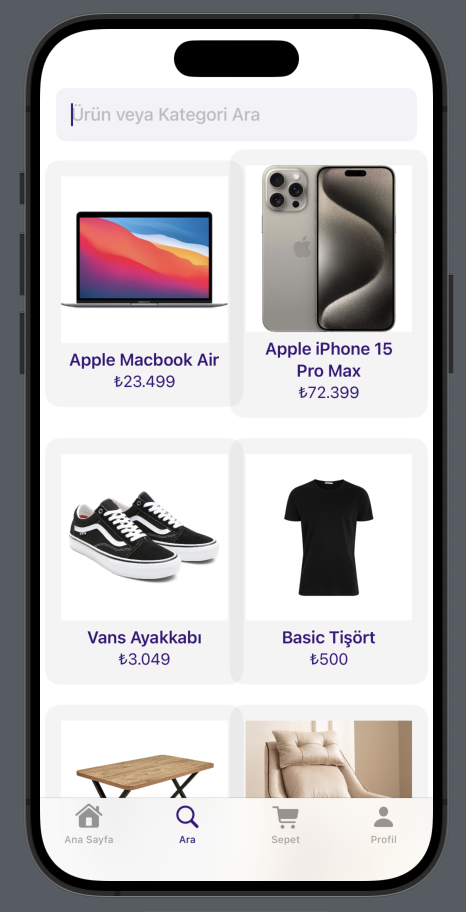 Ürün veya Kategori Ara
Apple Macbook Air
₺23.499
Apple iPhone 15
Pro Max
₺72.399
Vans Ayakkabı
₺3.049
Basic Tişört
₺500
Ana Sayfa
Ara
Sepet
Profil